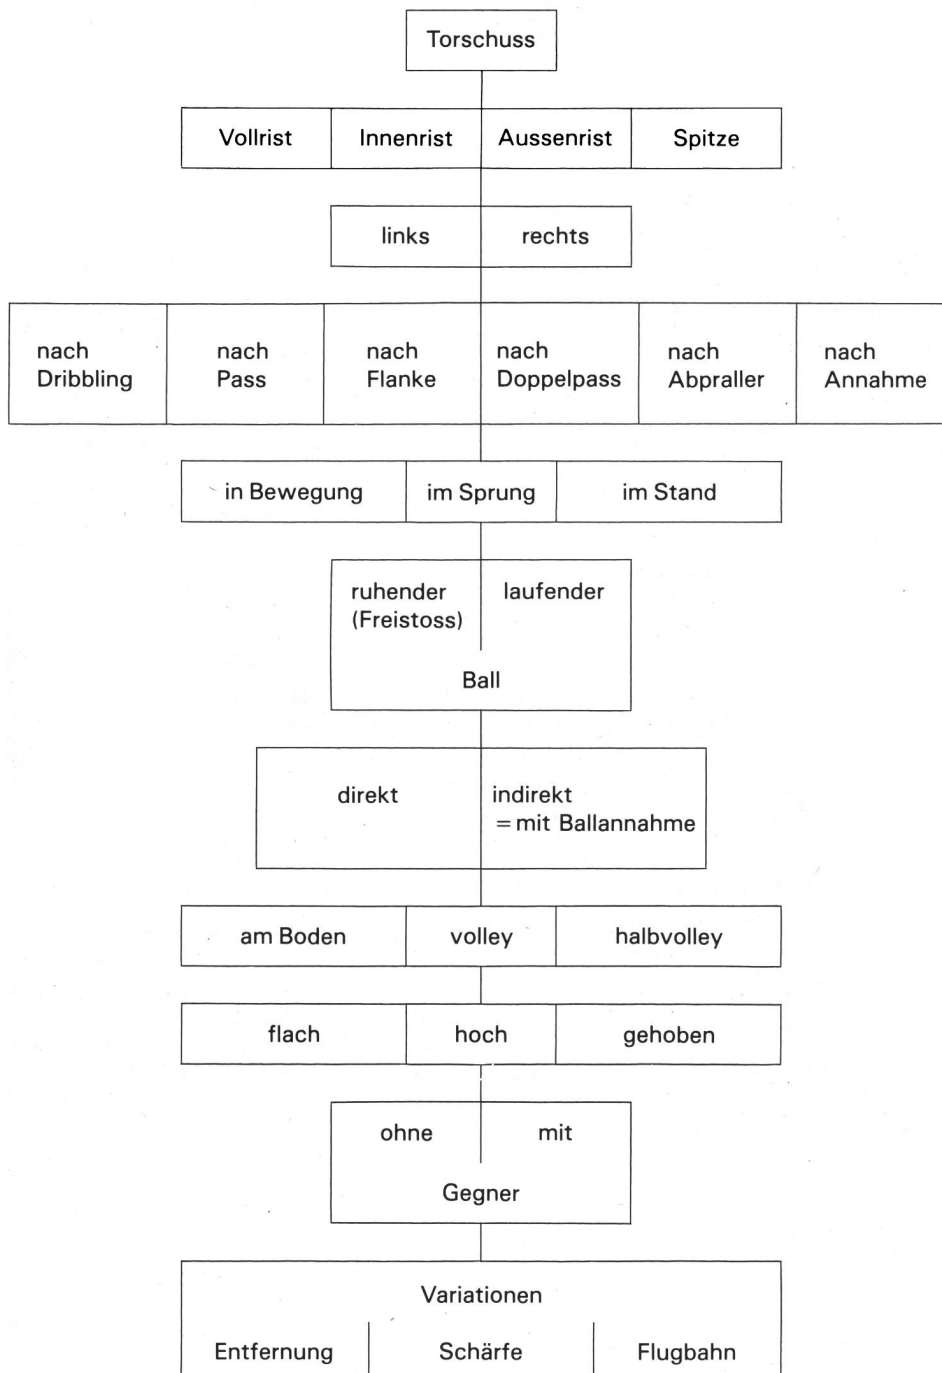 Torschuss
Vollrist Innenrist Aussenrist Spitze
links rechts
nach nach nach nach nach nach
Dribbling Pass Flanke Doppelpass Abpraller Annahme
in Bewegung im Sprung im Stand
ruhender laufender
(Freistoss)
Ball
direkt indirekt
= mit Ballannahme
am Boden volley halbvolley
flach hoch gehoben
ohne mit
Gegner
Variationen
Entfernung Schärfe Flugbahn